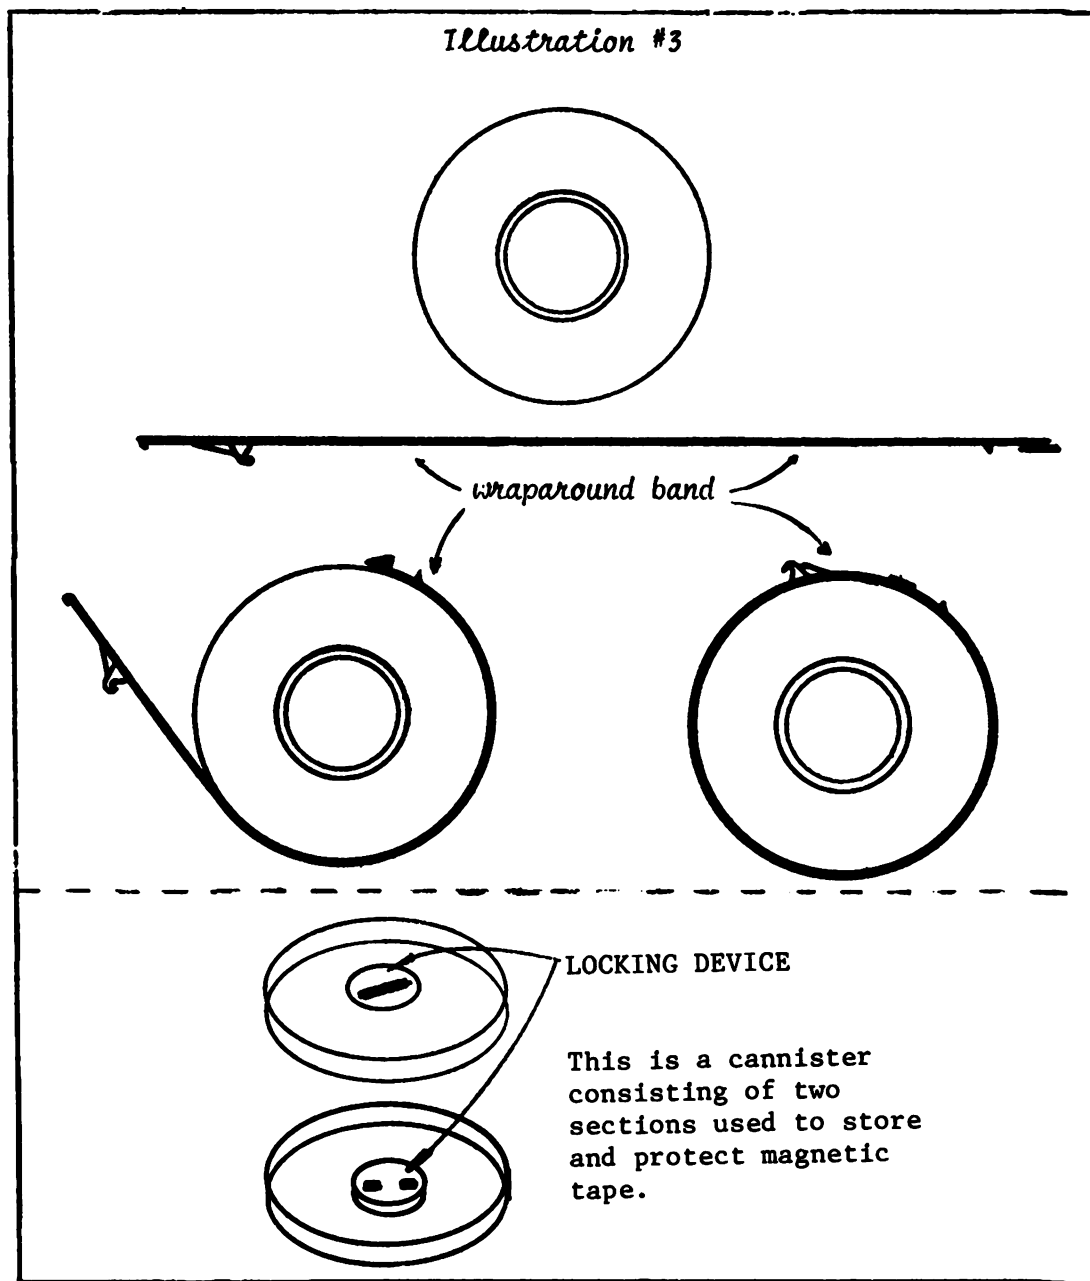 Illustration #3
wraparound band
LOCKING DEVICE
This is a cannister
consisting of two
sections used to store
and protect magnetic
tape.